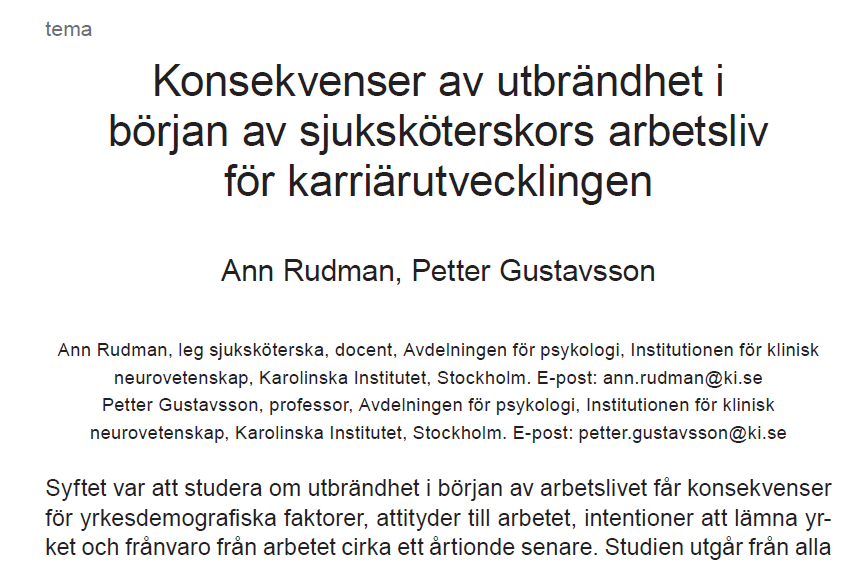 tema
Konsekvenser av utbrändhet i
början av sjuksköterskors arbetsliv
för karriärutvecklingen
Ann Rudman, Petter Gustavsson
Ann Rudman, leg sjuksköterska, docent, Avdelningen för psykologi, Institutionen för klinisk
neurovetenskap, Karolinska Institutet, Stockholm. E-post: ann.rudman@ki.se
Petter Gustavsson, professor, Avdelningen för psykologi, Institutionen för klinisk
neurovetenskap, Karolinska Institutet, Stockholm. E-post: petter.gustavsson@ki.se
Syftet var att studera om utbrändhet i början av arbetslivet får konsekvenser
för yrkesdemografiska faktorer, attityder till arbetet, intentioner att lämna yr-
ket och frånvaro från arbetet cirka ett årtionde senare. Studien utgår från alla